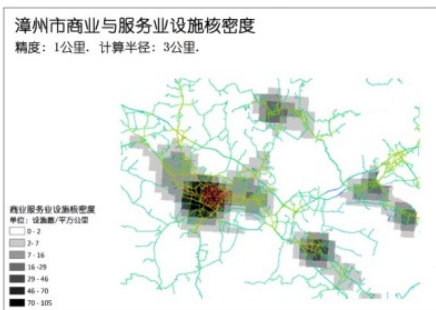 漳州市商业与服务业设施核密度
精度：1公里．计算半径：3公里．
商业服务业设施核密度
单位：设施数/平方公里
0 - 2
2- 7
7 - 16
16 -29
29 - 46
46 - 70
70 - 105